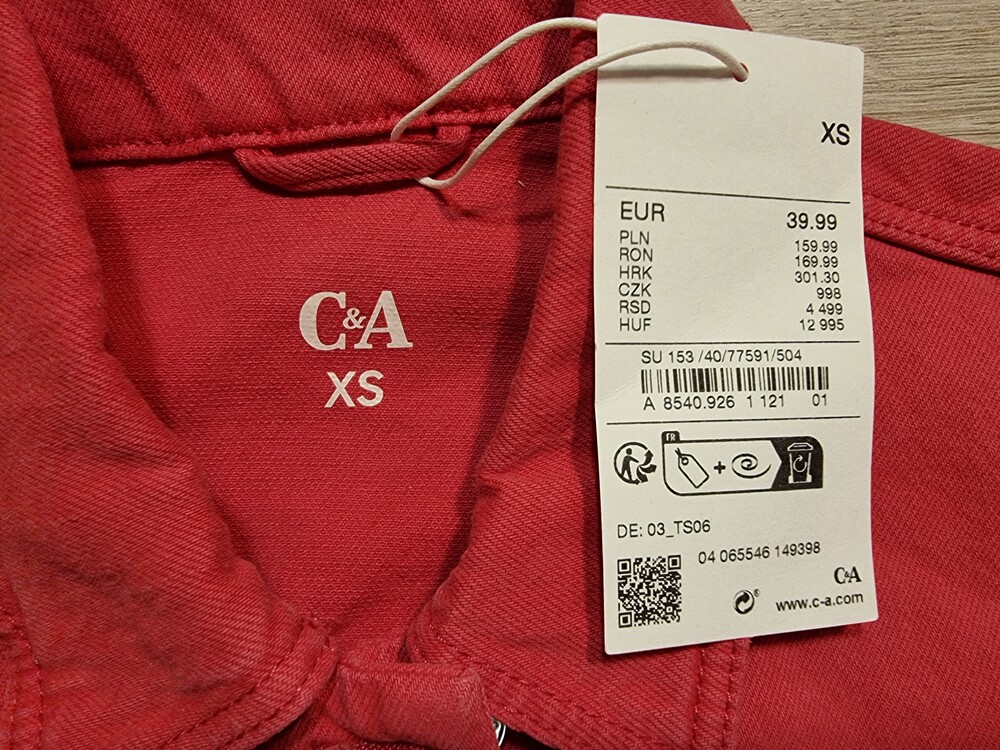 C&A
XS
XS
EUR 39.99
PLN 159.99
RON 169.99
HRK 301.30
CZK 998
RSD 4 499
HUF 12 995
SU 153 /40/77591/504
A 8540.926 1 121 01
FR
+
DE: 03_TS06
04 065546 149398
C&A
www.c-a.com